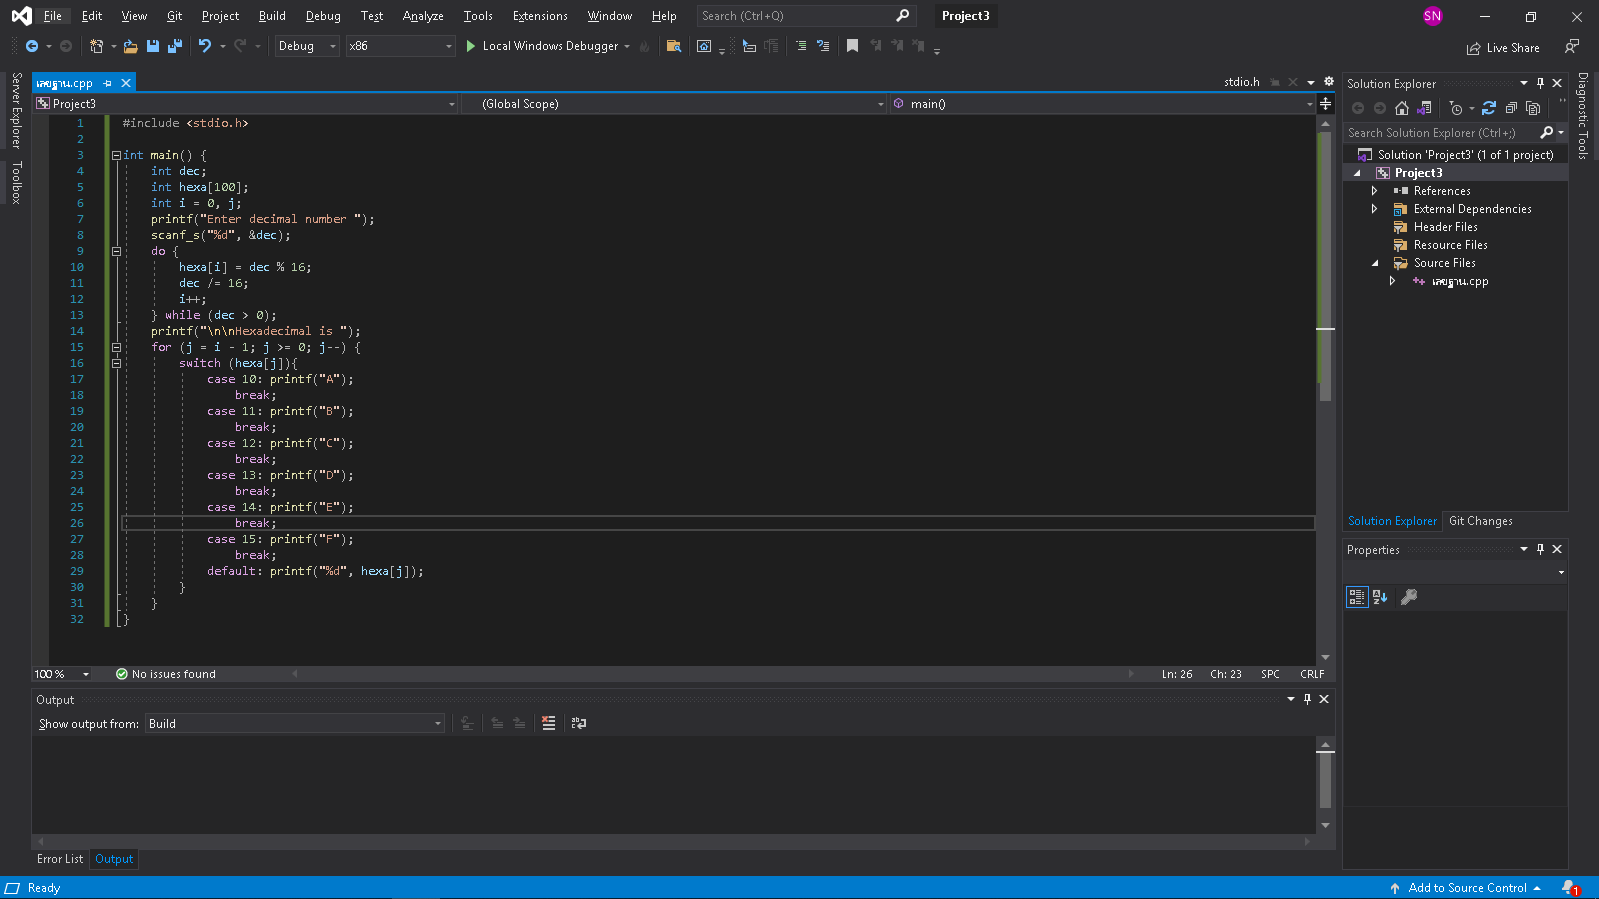 File Edit View Git Project Build Debug Test Analyze Tools Extensions Window Help Search (Ctrl+Q) Project3 SN
Debug x86 Local Windows Debugger Live Share
Server Explorer
Toolbox
เลขฐาน.cpp stdio.h
Project3 (Global Scope) main()
1 #include <stdio.h>
2
3 int main() {
4 int dec;
5 int hexa[100];
6 int i = 0, j;
7 printf("Enter decimal number ");
8 scanf_s("%d", &dec);
9 do {
10 hexa[i] = dec % 16;
11 dec /= 16;
12 i++;
13 } while (dec > 0);
14 printf("\n\nHexadecimal is ");
15 for (j = i - 1; j >= 0; j--) {
16 switch (hexa[j]){
17 case 10: printf("A");
18 break;
19 case 11: printf("B");
20 break;
21 case 12: printf("C");
22 break;
23 case 13: printf("D");
24 break;
25 case 14: printf("E");
26 break;
27 case 15: printf("F");
28 break;
29 default: printf("%d", hexa[j]);
30 }
31 }
32 }
100 % No issues found Ln: 26 Ch: 23 SPC CRLF
Output
Show output from: Build
Error List Output
Solution Explorer
Search Solution Explorer (Ctrl+;)
Solution 'Project3' (1 of 1 project)
Project3
References
External Dependencies
Header Files
Resource Files
Source Files
เลขฐาน.cpp
Solution Explorer Git Changes
Properties
Diagnostic Tools
Ready Add to Source Control 1